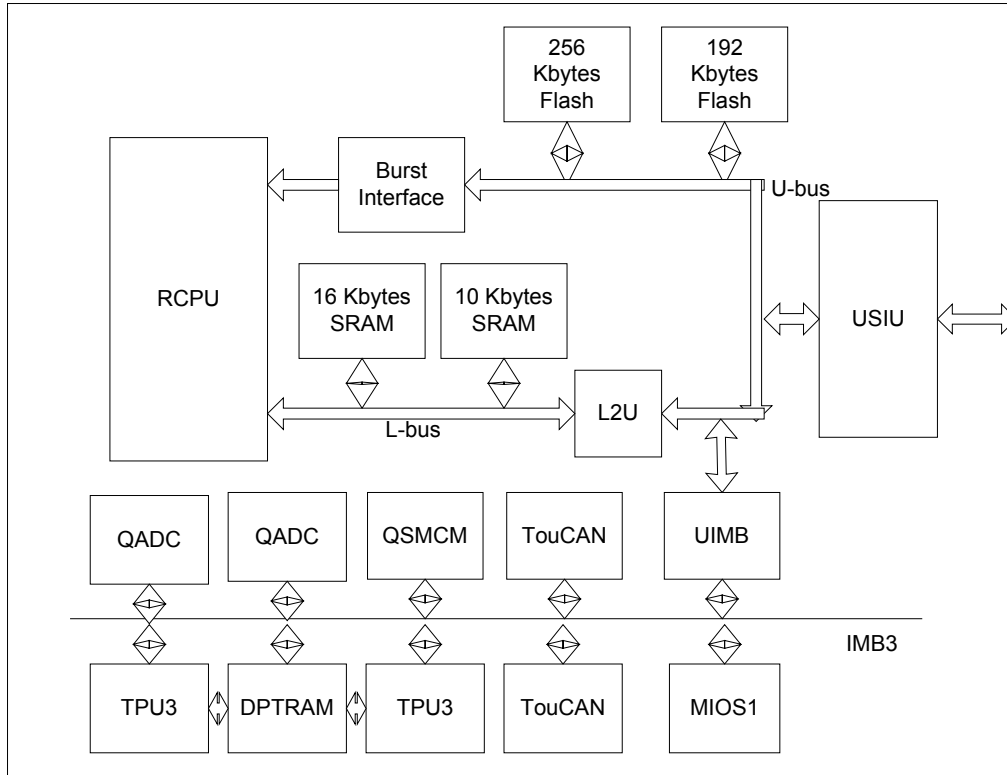 256
Kbytes
Flash
192
Kbytes
Flash
Burst
Interface
U-bus
RCPU
16 Kbytes
SRAM
10 Kbytes
SRAM
USIU
L2U
L-bus
QADC
QADC
QSMCM
TouCAN
UIMB
IMB3
TPU3
DPTRAM
TPU3
TouCAN
MIOS1